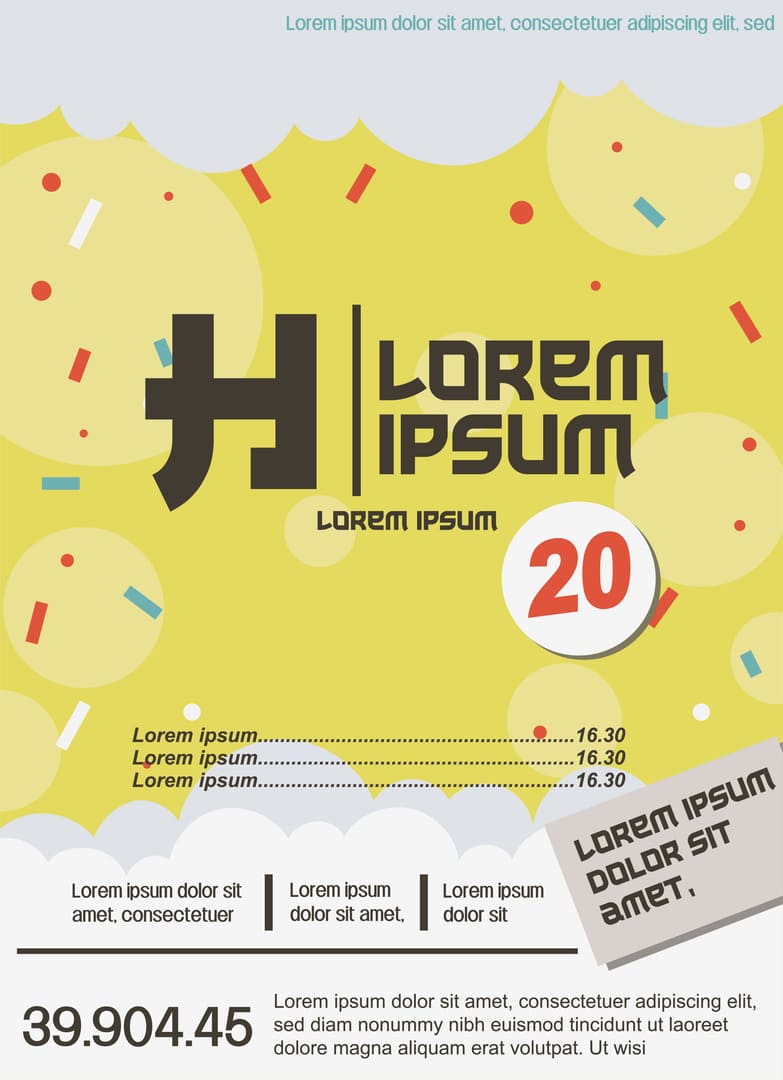 Lorem ipsum dolor sit amet, consectetuer adipiscing elit, sed
H
LOREM
IPSUM
LOREM IPSUM
20
Lorem ipsum.........................................................16.30
Lorem ipsum.........................................................16.30
Lorem ipsum.........................................................16.30
LOREM IPSUM
DOLOR SIT
AMET,
Lorem ipsum dolor sit
amet, consectetuer
Lorem ipsum
dolor sit amet,
Lorem ipsum
dolor sit
39.904.45
Lorem ipsum dolor sit amet, consectetuer adipiscing elit,
sed diam nonummy nibh euismod tincidunt ut laoreet
dolore magna aliquam erat volutpat. Ut wisi